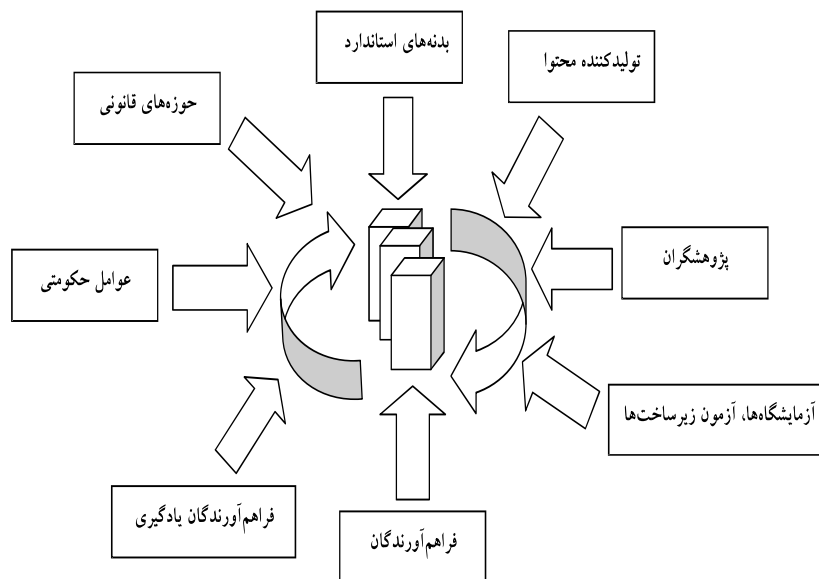 بدنه‌های استاندارد
تولیدکننده محتوا
حوزه‌های قانونی
پژوهشگران
عوامل حکومتی
آزمایشگاه‌ها، آزمون زیرساخت‌ها
فراهم‌آورندگان یادگیری
فراهم‌آورندگان